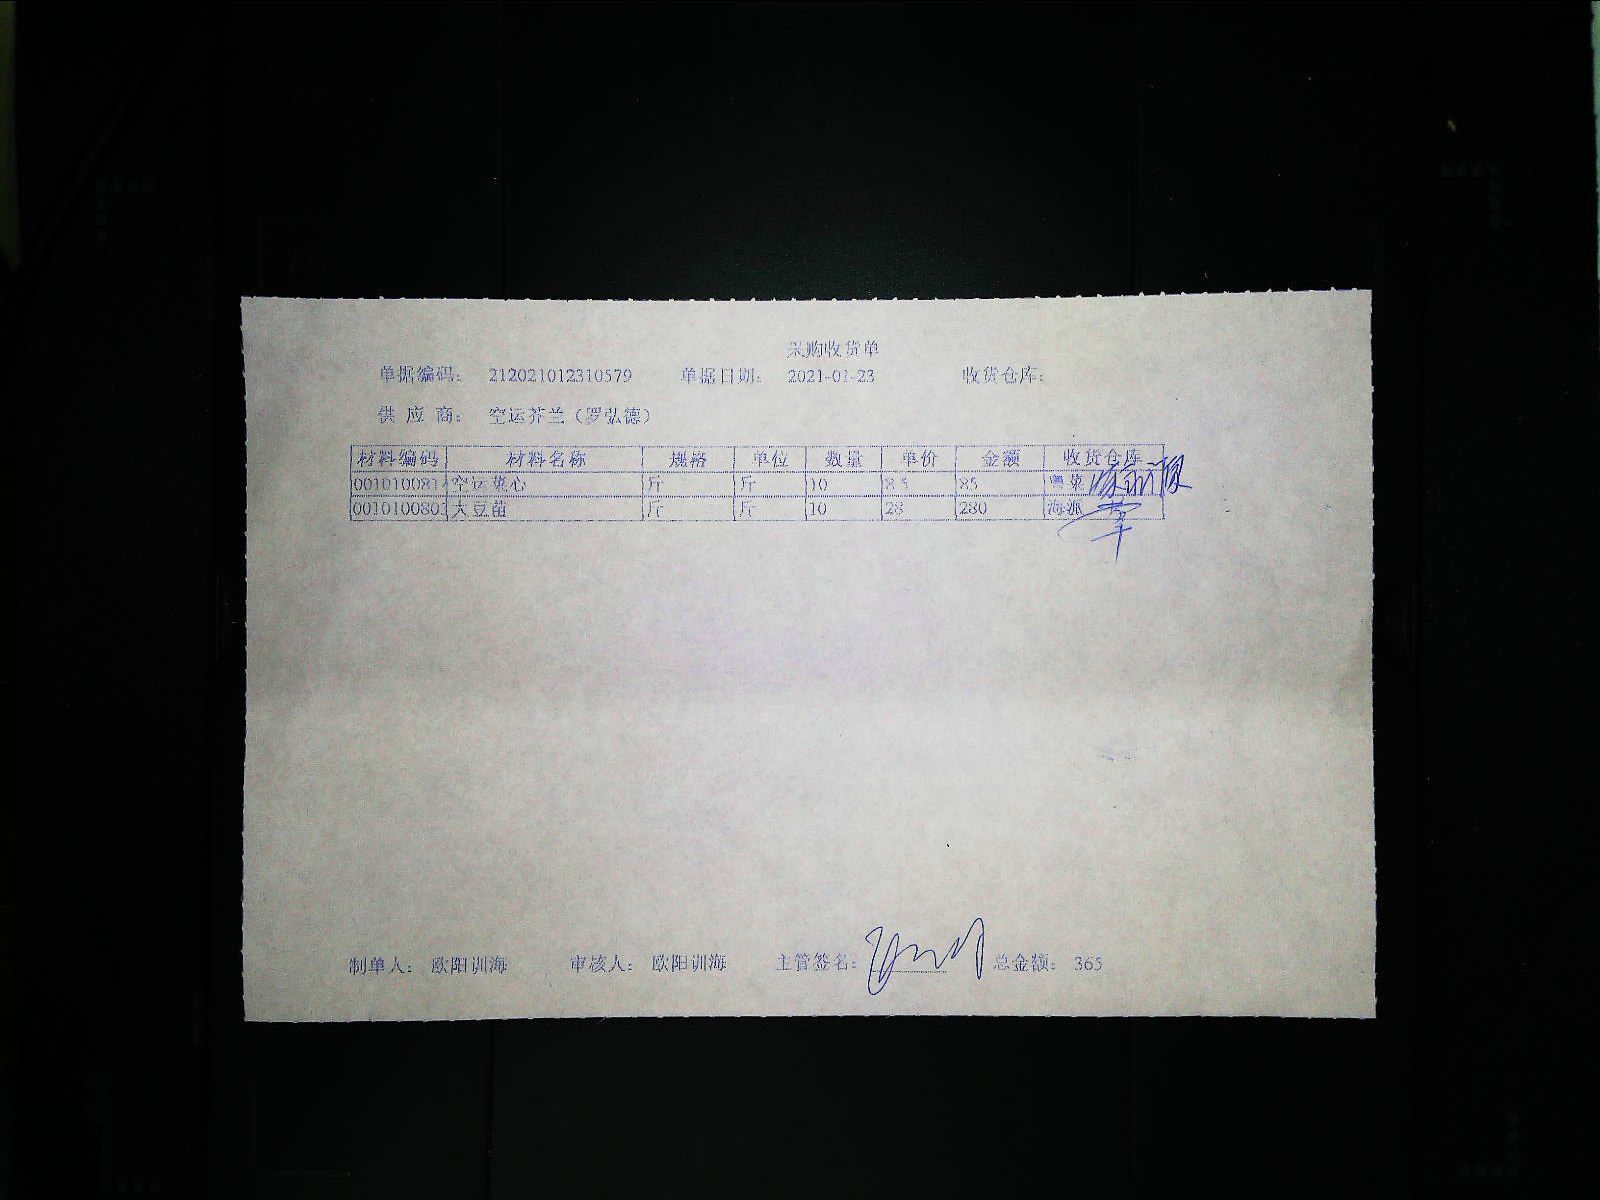 采购收货单
单据编码： 212021012310579 单据日期： 2021-01-23 收货仓库：
供 应 商： 空运芥兰（罗弘德）
材料编码 材料名称 规格 单位 数量 单价 金额 收货仓库
001010081 空运菜心 斤 斤 10 8.5 85 粤菜
001010080 大豆苗 斤 斤 10 28 280 海派
制单人： 欧阳训海 审核人： 欧阳训海 主管签名： 总金额： 365